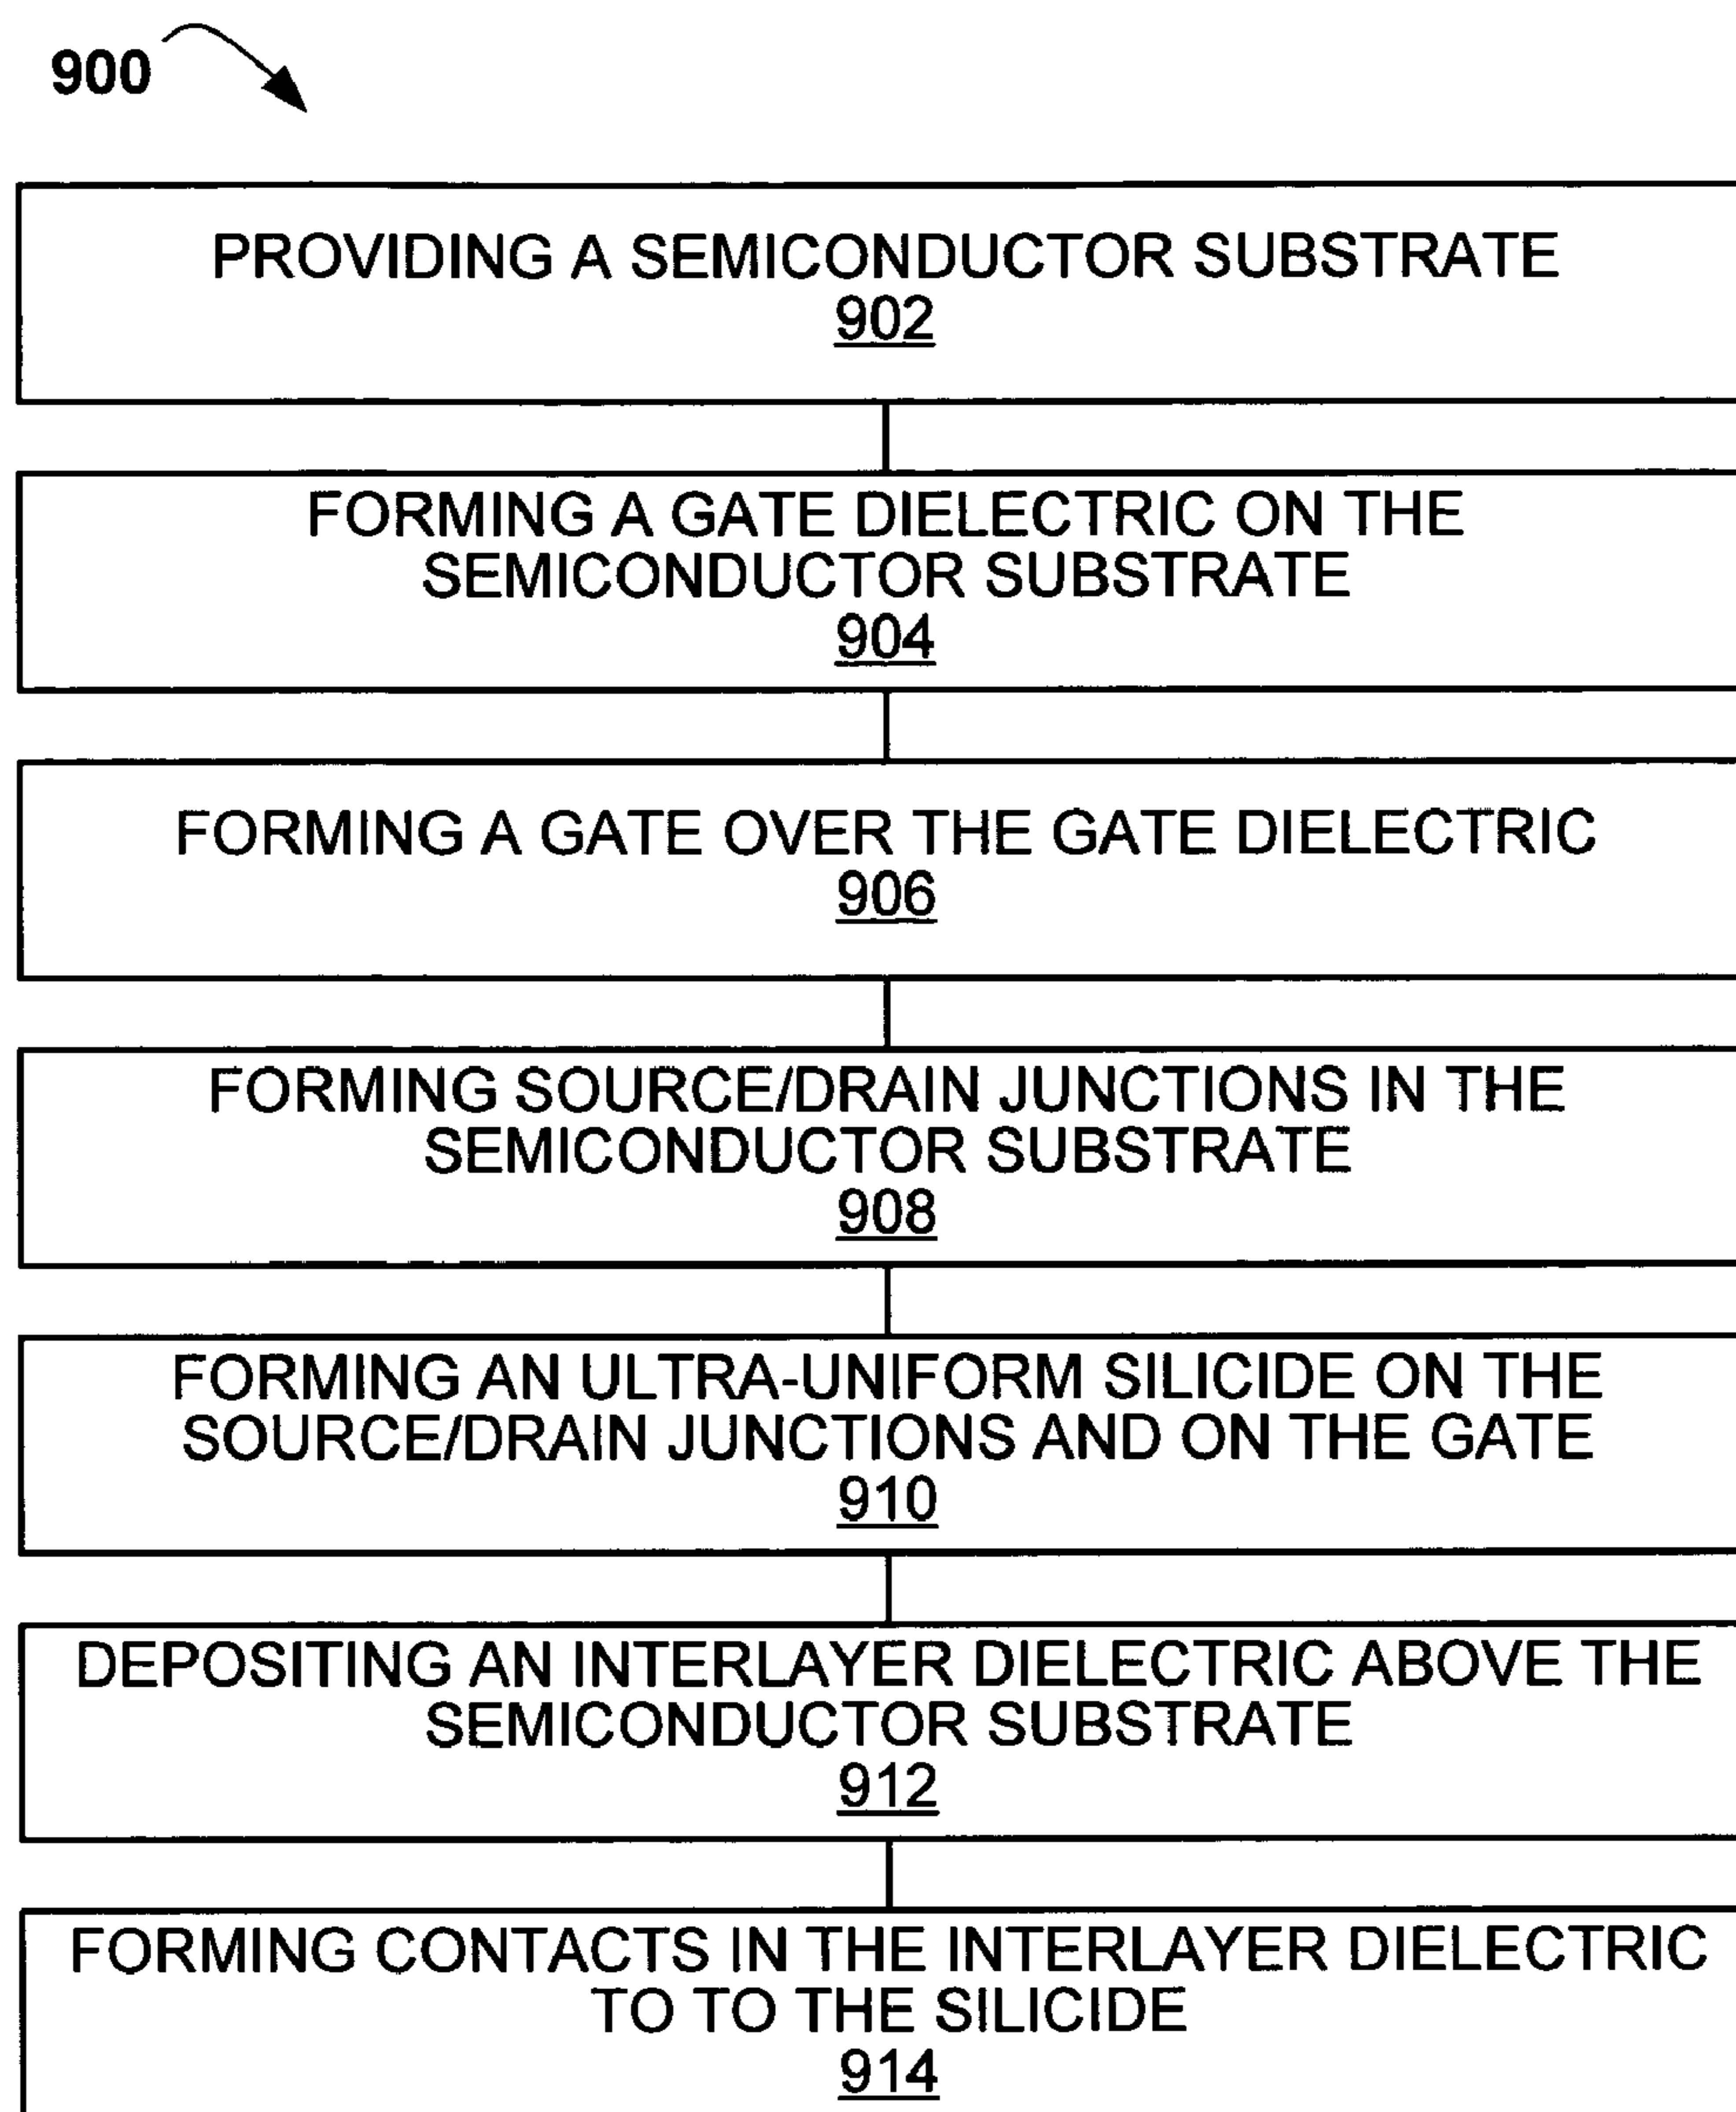 900
PROVIDING A SEMICONDUCTOR SUBSTRATE
902
FORMING A GATE DIELECTRIC ON THE
SEMICONDUCTOR SUBSTRATE
904
FORMING A GATE OVER THE GATE DIELECTRIC
906
FORMING SOURCE/DRAIN JUNCTIONS IN THE
SEMICONDUCTOR SUBSTRATE
908
FORMING AN ULTRA-UNIFORM SILICIDE ON THE
SOURCE/DRAIN JUNCTIONS AND ON THE GATE
910
DEPOSITING AN INTERLAYER DIELECTRIC ABOVE THE
SEMICONDUCTOR SUBSTRATE
912
FORMING CONTACTS IN THE INTERLAYER DIELECTRIC
TO TO THE SILICIDE
914